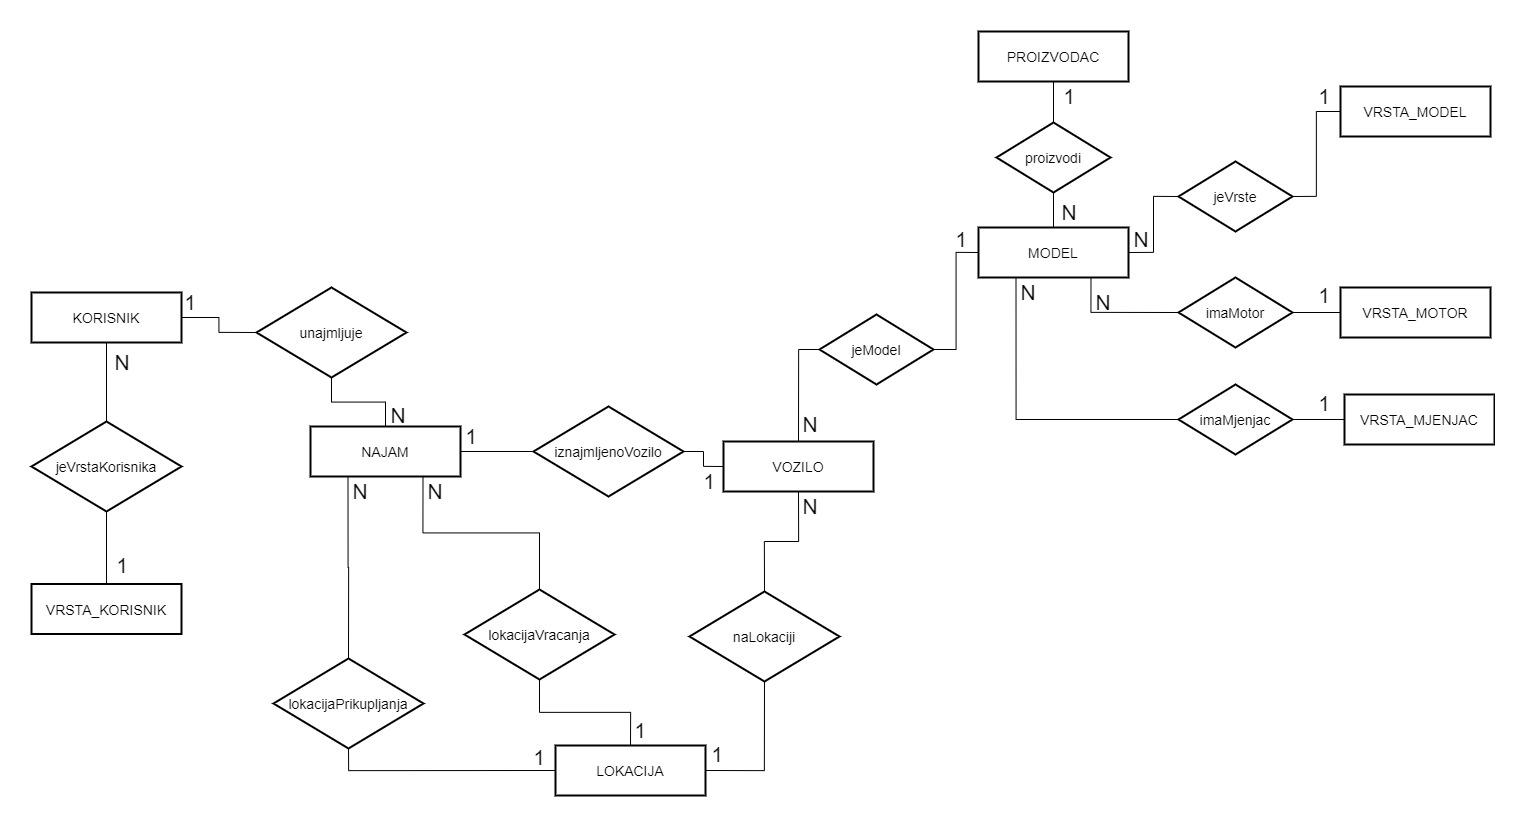 PROIZVODAC
1
1
VRSTA_MODEL
proizvodi
jeVrste
N
1
MODEL
N
N
N
1
VRSTA_MOTOR
imaMotor
KORISNIK
1
unajmljuje
jeModel
N
N
N
1
imaMjenjac
VRSTA_MJENJAC
NAJAM
1
iznajmljenoVozilo
1
VOZILO
jeVrstaKorisnika
N
N
N
1
VRSTA_KORISNIK
lokacijaVracanja
naLokaciji
lokacijaPrikupljanja
1
1
1
LOKACIJA